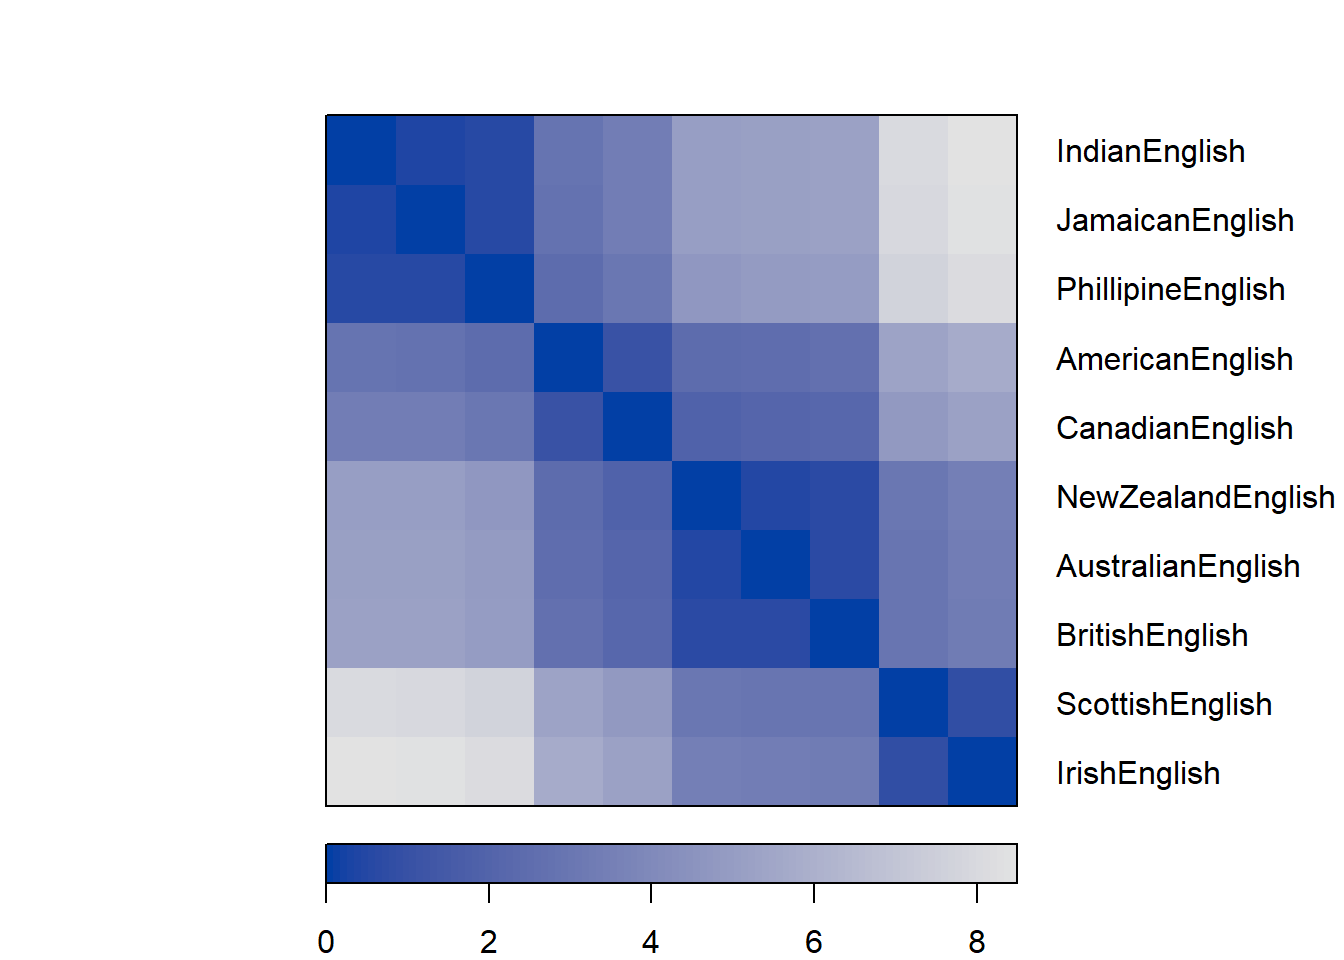 IndianEnglish
JamaicanEnglish
PhillipineEnglish
AmericanEnglish
CanadianEnglish
NewZealandEnglish
AustralianEnglish
BritishEnglish
ScottishEnglish
IrishEnglish
0 2 4 6 8